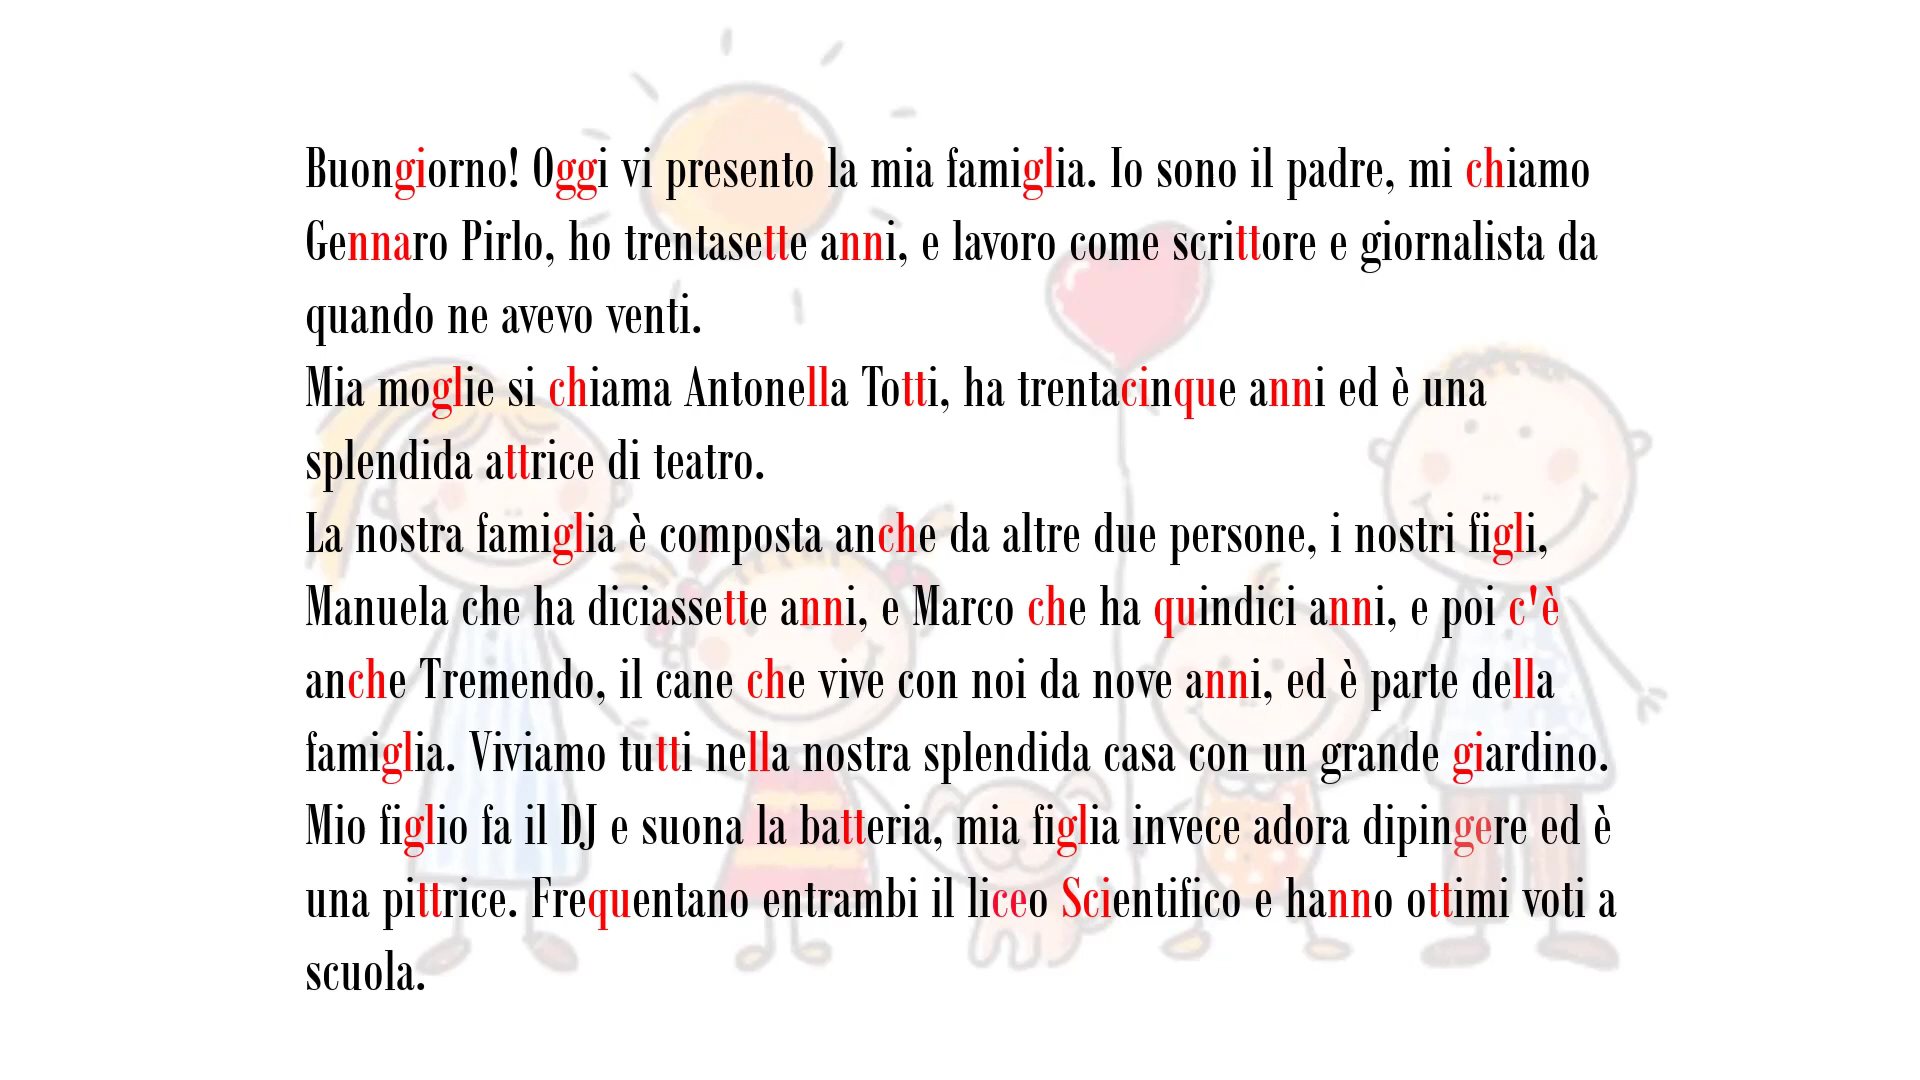 Buongiorno! Oggi vi presento la mia famiglia. Io sono il padre, mi chiamo
Gennaro Pirlo, ho trentasette anni, e lavoro come scrittore e giornalista da
quando ne avevo venti.
Mia moglie si chiama Antonella Totti, ha trentacinque anni ed è una
splendida attrice di teatro.
La nostra famiglia è composta anche da altre due persone, i nostri figli,
Manuela che ha diciassette anni, e Marco che ha quindici anni, e poi c'è
anche Tremendo, il cane che vive con noi da nove anni, ed è parte della
famiglia. Viviamo tutti nella nostra splendida casa con un grande giardino.
Mio figlio fa il DJ e suona la batteria, mia figlia invece adora dipingere ed è
una pittrice. Frequentano entrambi il liceo Scientifico e hanno ottimi voti a
scuola.